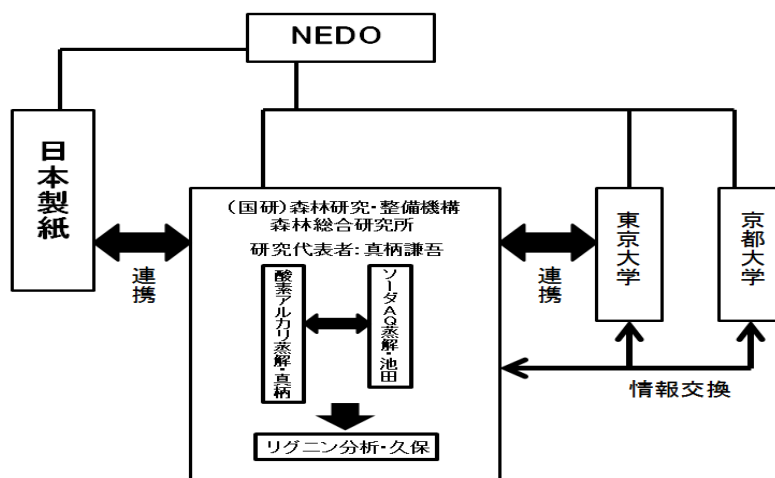 NEDO
日本製紙
連携
(国研)森林研究・整備機構
森林総合研究所
研究代表者:真柄謙吾
酸素アルカリ蒸解・真柄
ソーダAQ蒸解・池田
リグニン分析・久保
連携
東京大学
京都大学
情報交換